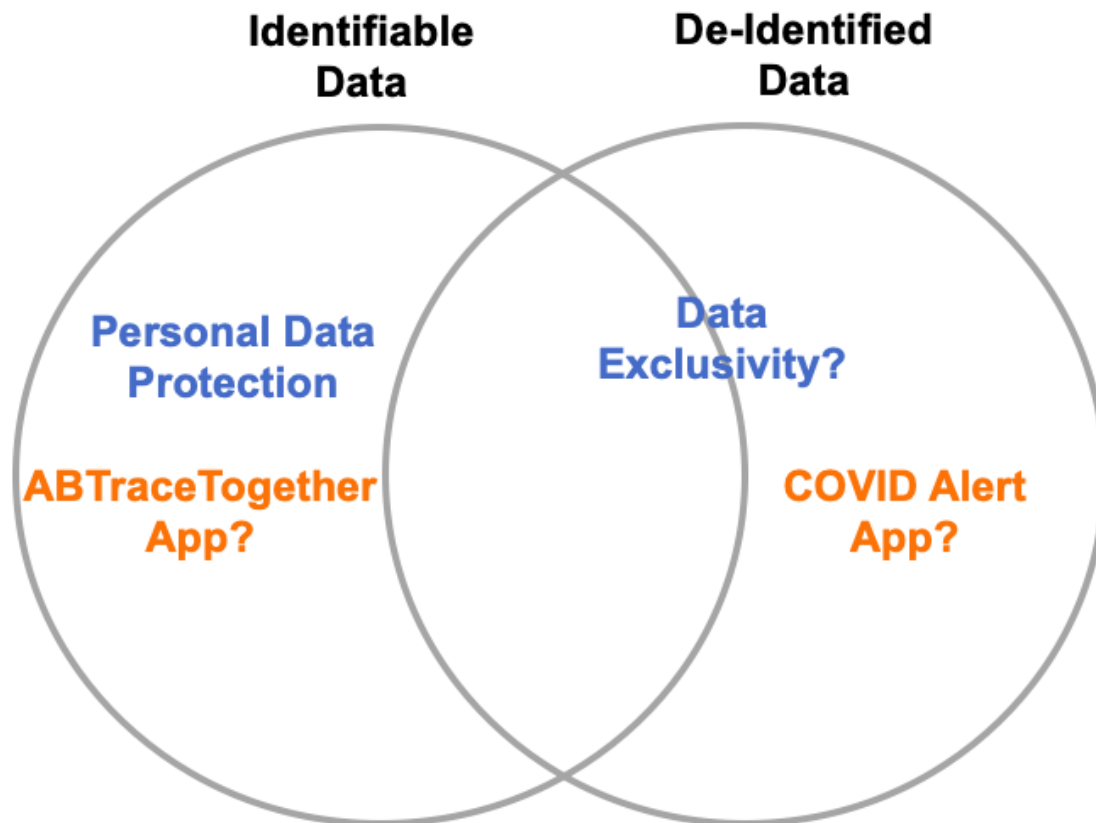 Identifiable
Data
De-Identified
Data
Personal Data
Protection
Data
Exclusivity?
ABTraceTogether
App?
COVID Alert
App?